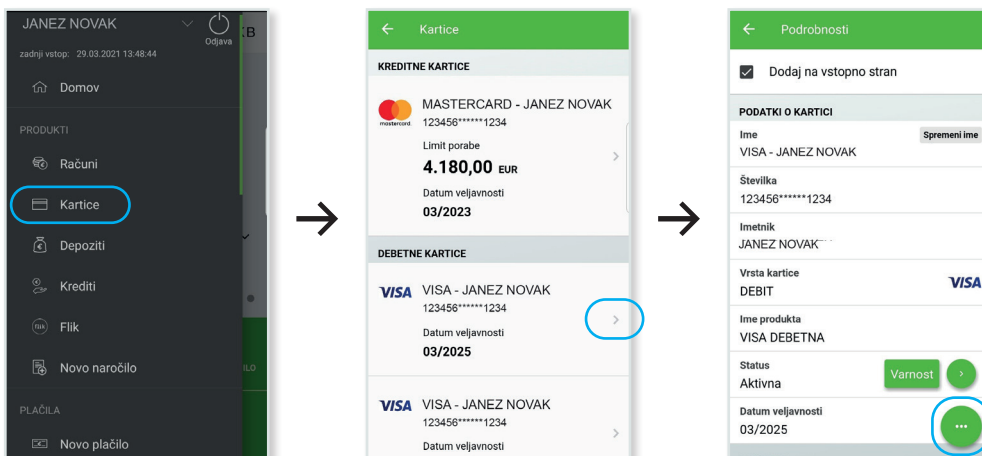 JANEZ NOVAK
Odjava
zadnji vstop: 29.03.2021 13:48:44
Domov
PRODUKTI
Računi
Kartice
Depoziti
Krediti
Flik
Novo naročilo
PLAČILA
Novo plačilo
Kartice
KREDITNE KARTICE
mastercard
MASTERCARD - JANEZ NOVAK
123456******1234
Limit porabe
4.180,00 EUR
Datum veljavnosti
03/2023
DEBETNE KARTICE
VISA VISA - JANEZ NOVAK
123456******1234
Datum veljavnosti
03/2025
VISA VISA - JANEZ NOVAK
123456******1234
Datum veljavnosti
Podrobnosti
Dodaj na vstopno stran
PODATKI O KARTICI
Ime
Spremeni ime
VISA - JANEZ NOVAK
Številka
123456******1234
Imetnik
JANEZ NOVAK
Vrsta kartice
DEBIT
VISA
Ime produkta
VISA DEBETNA
Status
Aktivna
Varnost
Datum veljavnosti
03/2025